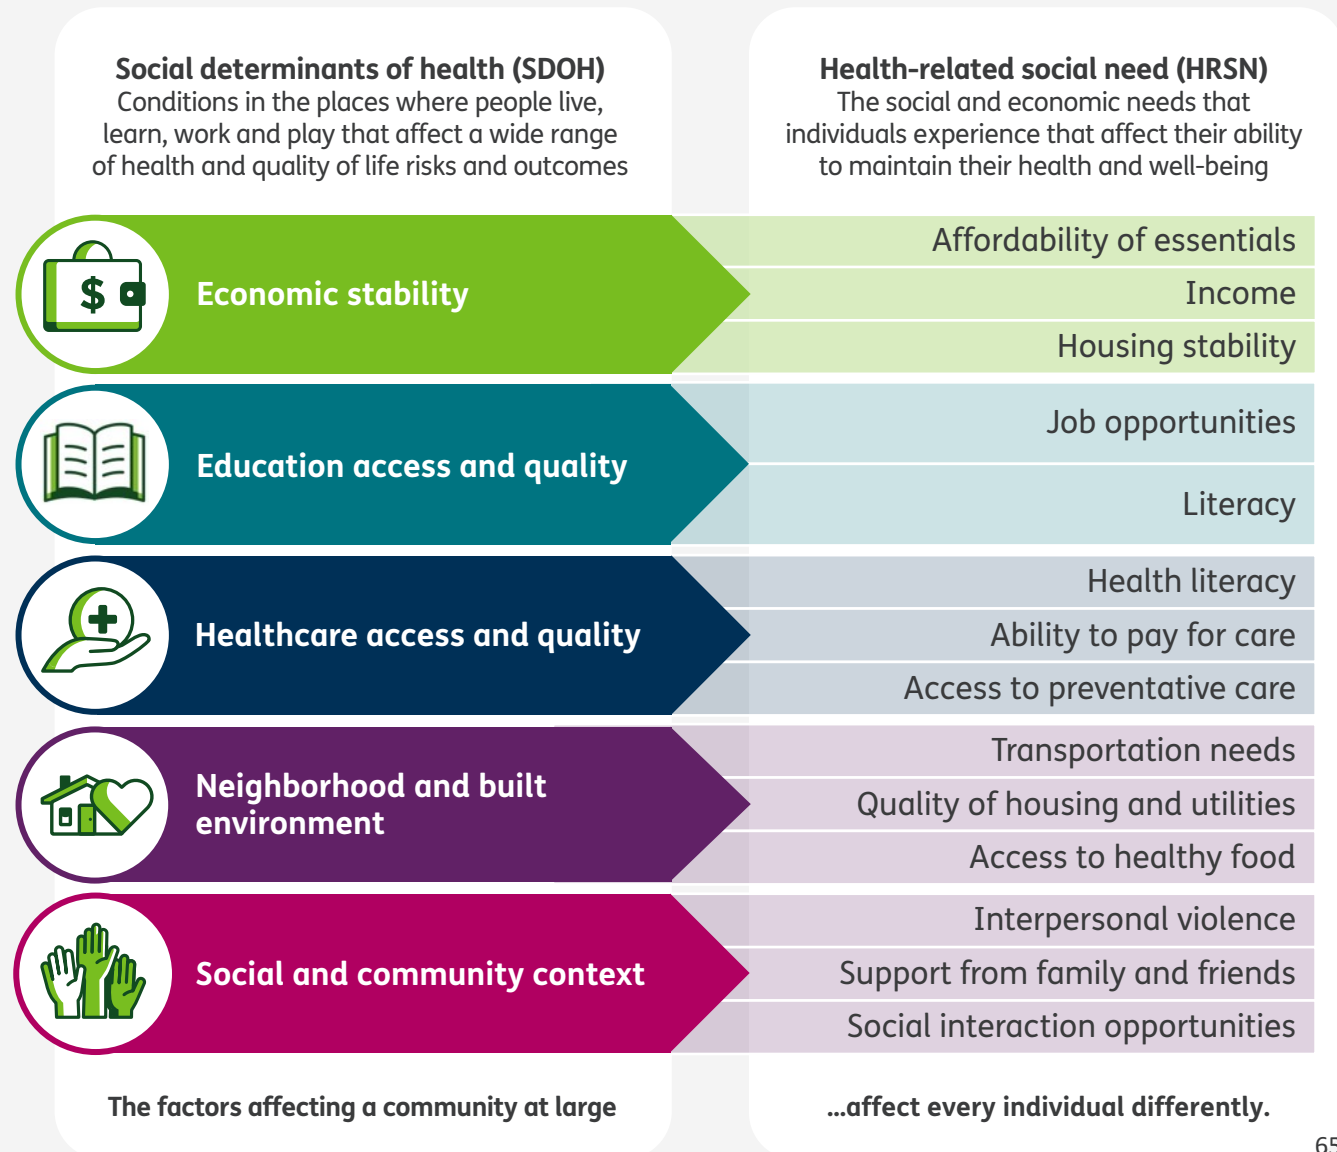 Social determinants of health (SDOH)
Conditions in the places where people live,
learn, work and play that affect a wide range
of health and quality of life risks and outcomes
Health-related social need (HRSN)
The social and economic needs that
individuals experience that affect their ability
to maintain their health and well-being
$
Economic stability
Affordability of essentials
Income
Housing stability
Education access and quality
Job opportunities
Literacy
Healthcare access and quality
Health literacy
Ability to pay for care
Access to preventative care
Neighborhood and built
environment
Transportation needs
Quality of housing and utilities
Access to healthy food
Social and community context
Interpersonal violence
Support from family and friends
Social interaction opportunities
The factors affecting a community at large
...affect every individual differently.
65